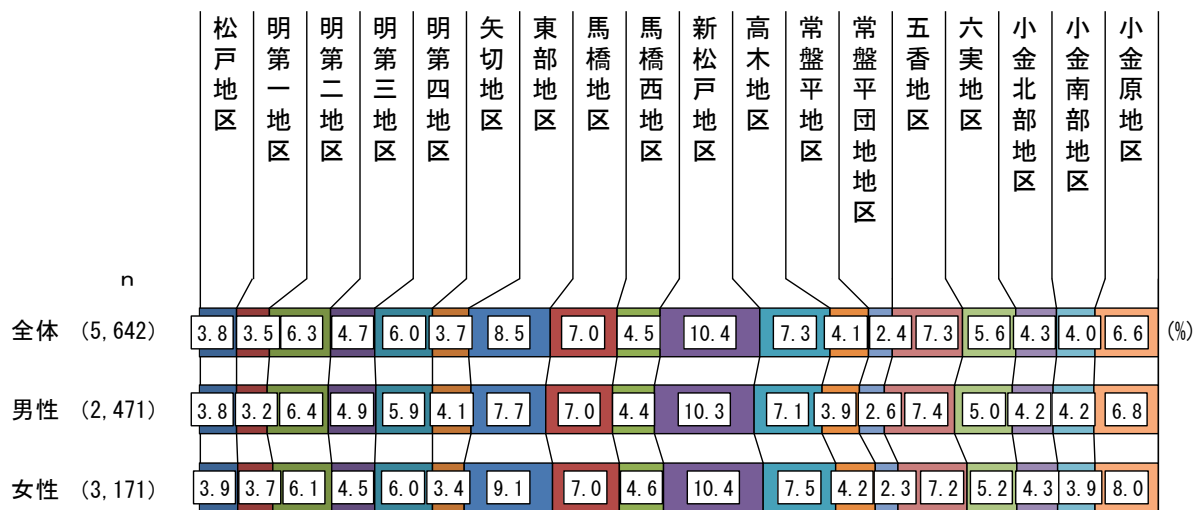 松戸地区
明第一地区
明第二地区
明第三地区
明第四地区
矢切地区
東部地区
馬橋地区
馬橋西地区
新松戸地区
高木地区
常盤平地区
常盤平団地地区
五香地区
六実地区
小金北部地区
小金南部地区
小金原地区
n
全体 (5,642) 3.8 3.5 6.3 4.7 6.0 3.7 8.5 7.0 4.5 10.4 7.3 4.1 2.4 7.3 5.6 4.3 4.0 6.6 (%)
男性 (2,471) 3.8 3.2 6.4 4.9 5.9 4.1 7.7 7.0 4.4 10.3 7.1 3.9 2.6 7.4 5.0 4.2 4.2 6.8
女性 (3,171) 3.9 3.7 6.1 4.5 6.0 3.4 9.1 7.0 4.6 10.4 7.5 4.2 2.3 7.2 5.2 4.3 3.9 8.0